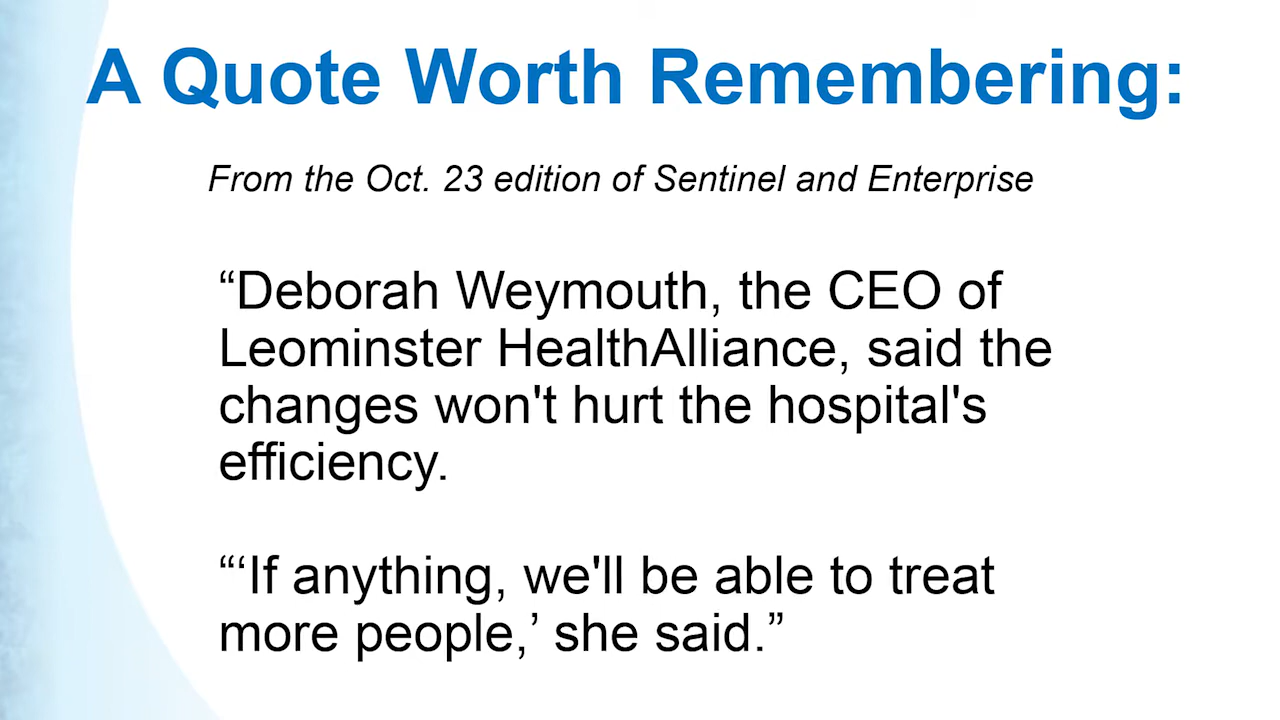 A Quote Worth Remembering:
From the Oct. 23 edition of Sentinel and Enterprise
“Deborah Weymouth, the CEO of
Leominster HealthAlliance, said the
changes won't hurt the hospital's
efficiency.
“‘If anything, we'll be able to treat
more people,’ she said.”